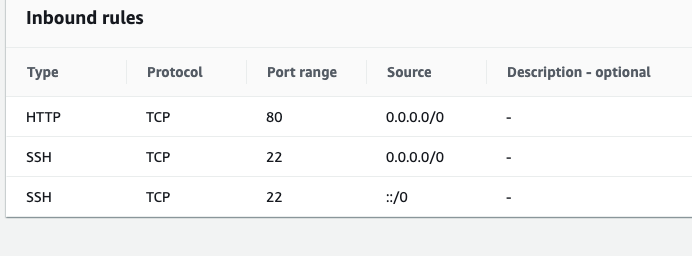 Inbound rules
Type Protocol Port range Source Description - optional
HTTP TCP 80 0.0.0.0/0 -
SSH TCP 22 0.0.0.0/0 -
SSH TCP 22 ::/0 -